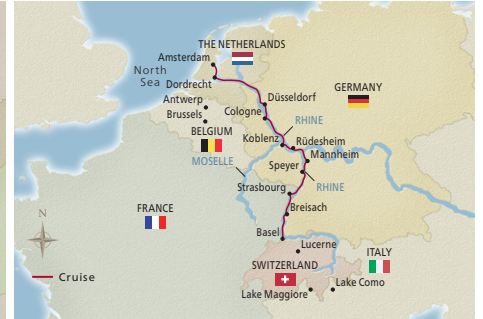 THE NETHERLANDS
Amsterdam
North
Sea
Dordrecht
GERMANY
Antwerp
Düsseldorf
Brussels
Cologne
RHINE
BELGIUM
Koblenz
Rüdesheim
MOSELLE
Mannheim
Speyer
Strasbourg
RHINE
FRANCE
Breisach
N
Basel
Lucerne
ITALY
SWITZERLAND
Cruise
Lake Como
Lake Maggiore